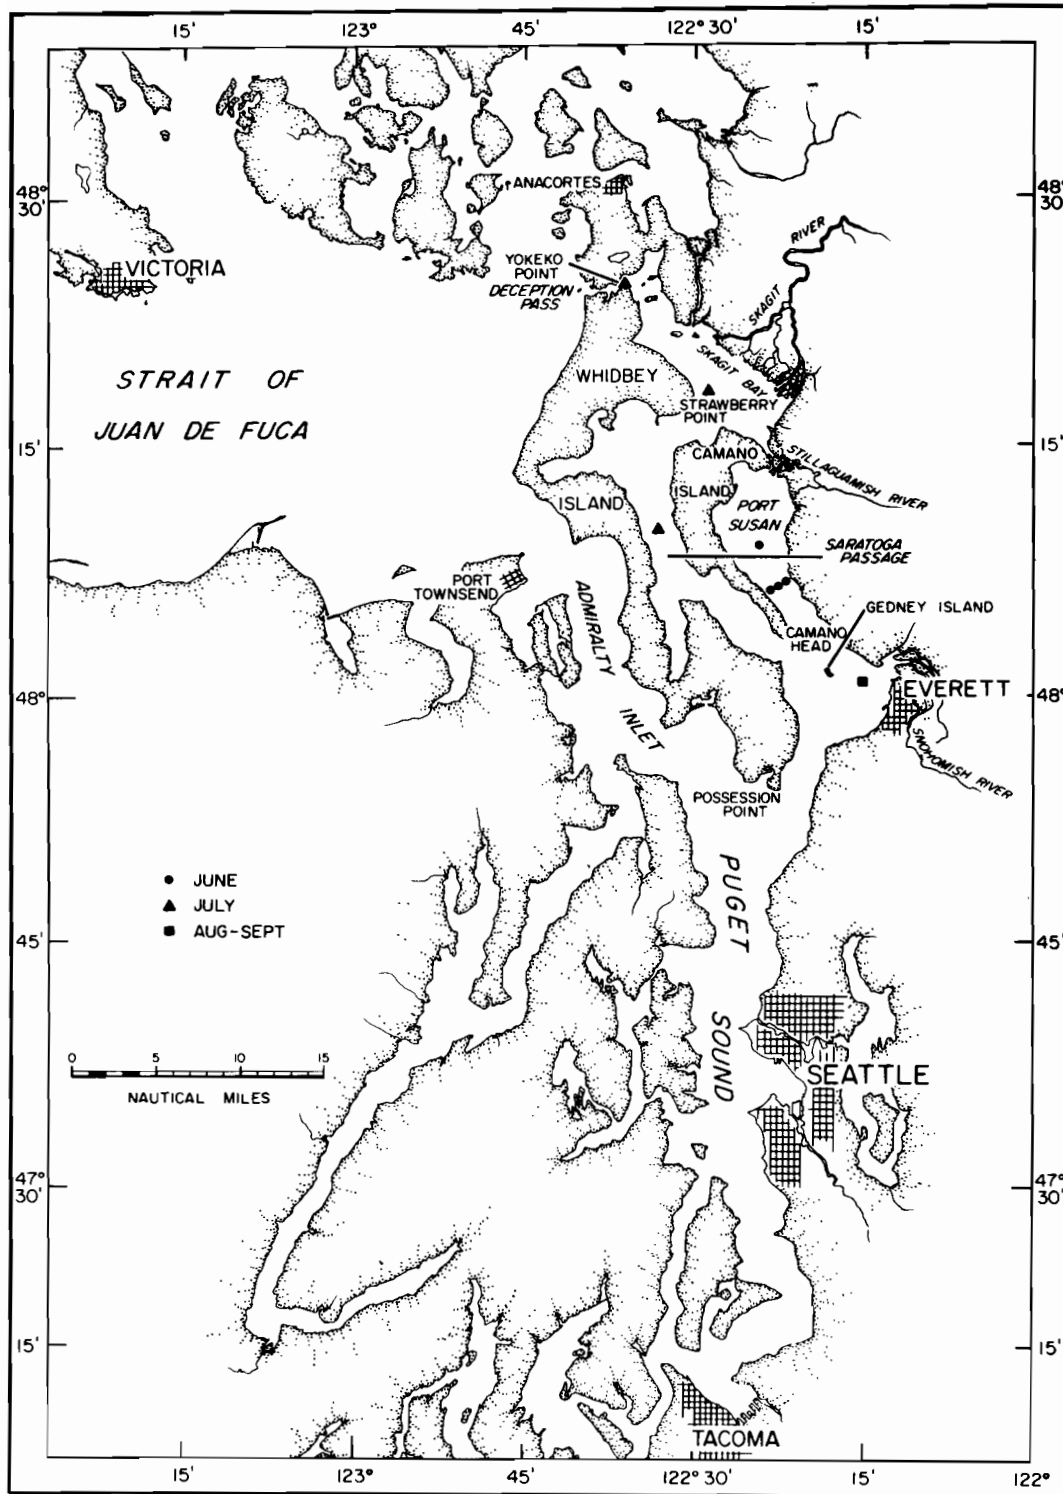 15' 123° 45' 122° 30' 15'
48° 30'
48° 30'
ANACORTES
RIVER
SKAGIT
VICTORIA
YOKEKO
POINT
DECEPTION
PASS
SKAGIT BAY
STRAIT OF
JUAN DE FUCA
WHIDBEY
STRAWBERRY
POINT
15'
15'
CAMANO
STILLAGUAMISH RIVER
ISLAND
ISLAND
PORT
SUSAN
SARATOGA
PASSAGE
PORT
TOWNSEND
ADMIRALTY
INLET
GEDNEY ISLAND
CAMANO
HEAD
48°
48°
EVERETT
SNOHOMISH RIVER
POSSESSION
POINT
PUGET
SOUND
JUNE
JULY
AUG-SEPT
45'
45'
0 5 10 15
NAUTICAL MILES
SEATTLE
47° 30'
47° 30'
15'
15'
TACOMA
15' 123° 45' 122° 30' 15' 122°